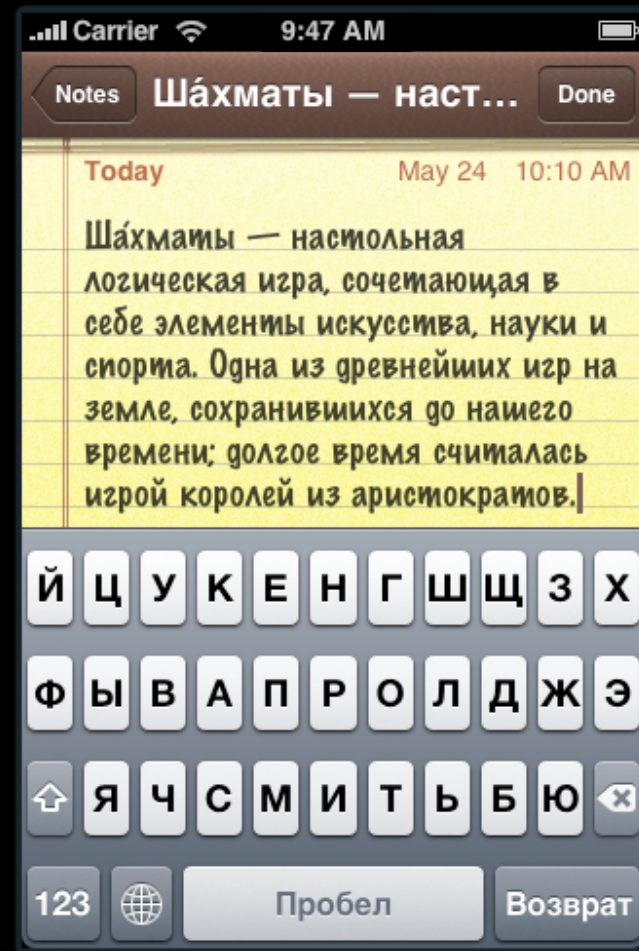 Carrier 9:47 AM
Notes Ша́хматы — наст... Done
Today May 24 10:10 AM
Ша́хматы — настольная
логическая игра, сочетающая в
себе элементы искусства, науки и
спорта. Одна из древнейших игр на
земле, сохранившихся до нашего
времени; долгое время считалась
игрой королей из аристократов.
Й Ц У К Е Н Г Ш Щ З Х
Ф Ы В А П Р О Л Д Ж Э
Я Ч С М И Т Ь Б Ю
123 Пробел Возврат